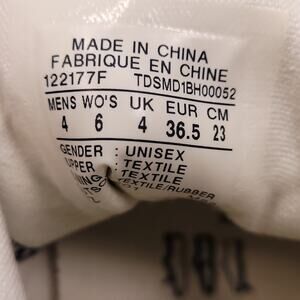 MADE IN CHINA
FABRIQUE EN CHINE
122177F TDSMD1BH00052
MENS WO'S UK EUR CM
4 6 4 36.5 23
GENDER : UNISEX
UPPER : TEXTILE
TEXTILE
TEXTILE/RUBBER